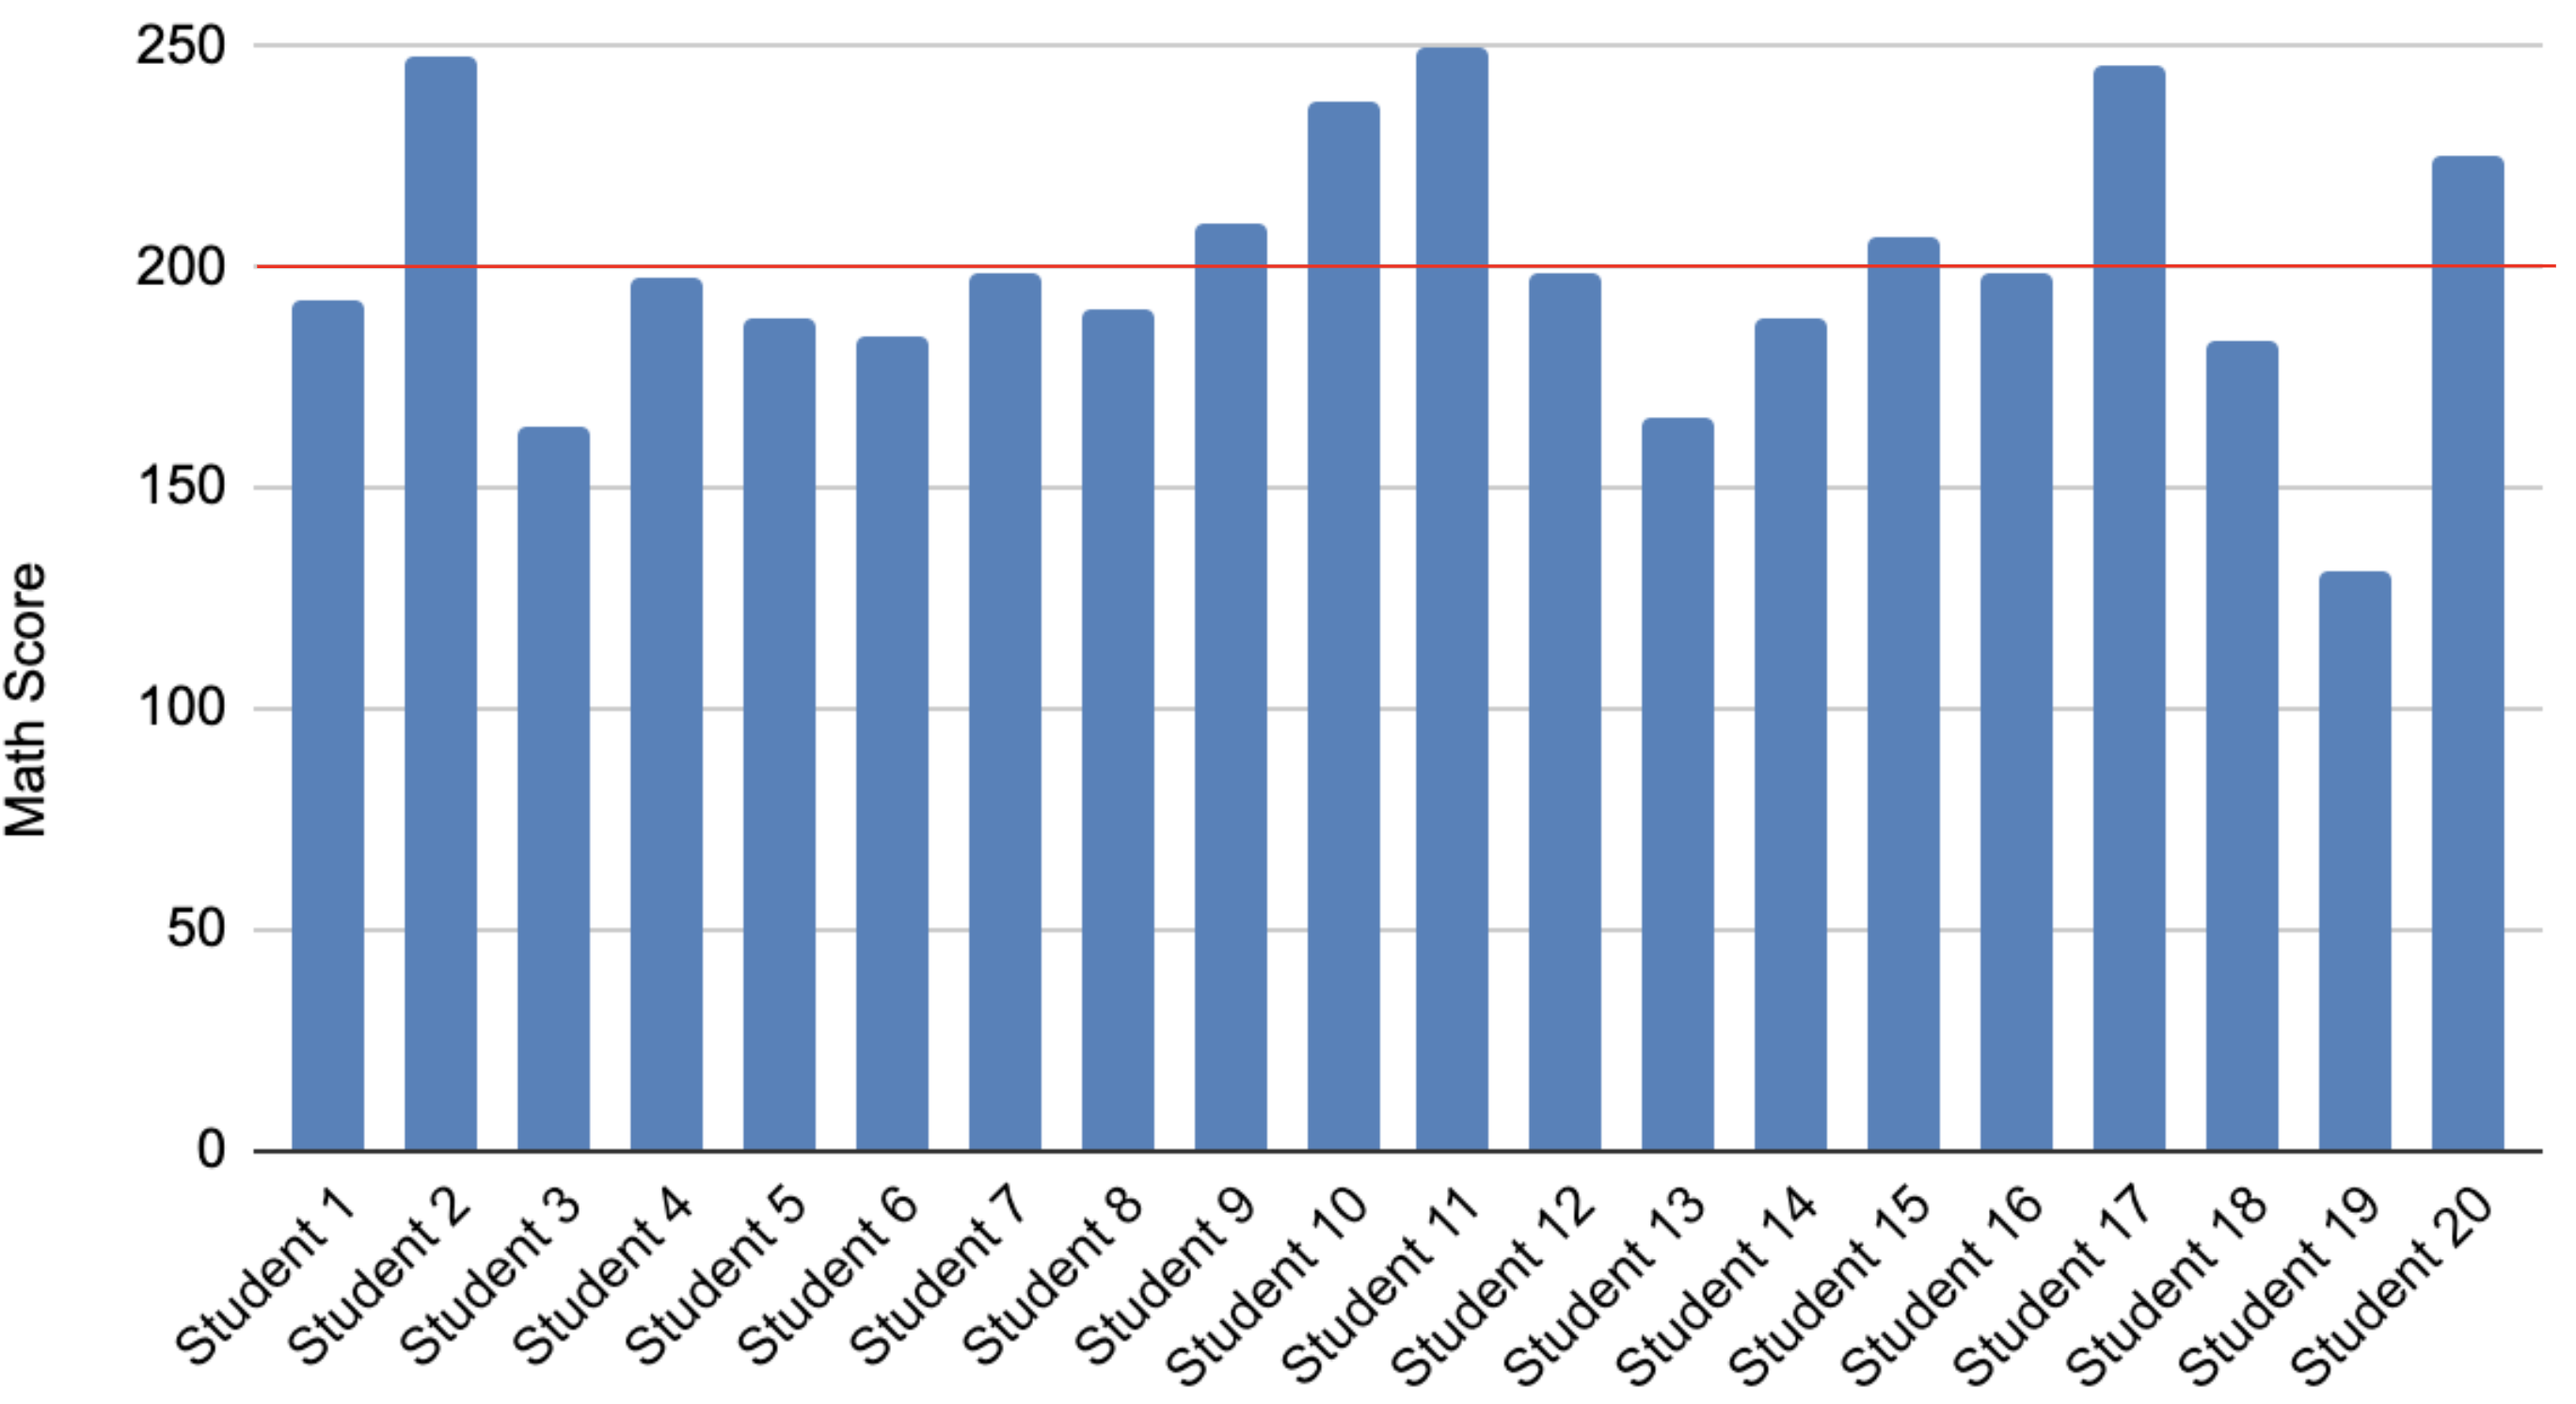 Math Score
250
200
150
100
50
0
Student 1
Student 2
Student 3
Student 4
Student 5
Student 6
Student 7
Student 8
Student 9
Student 10
Student 11
Student 12
Student 13
Student 14
Student 15
Student 16
Student 17
Student 18
Student 19
Student 20